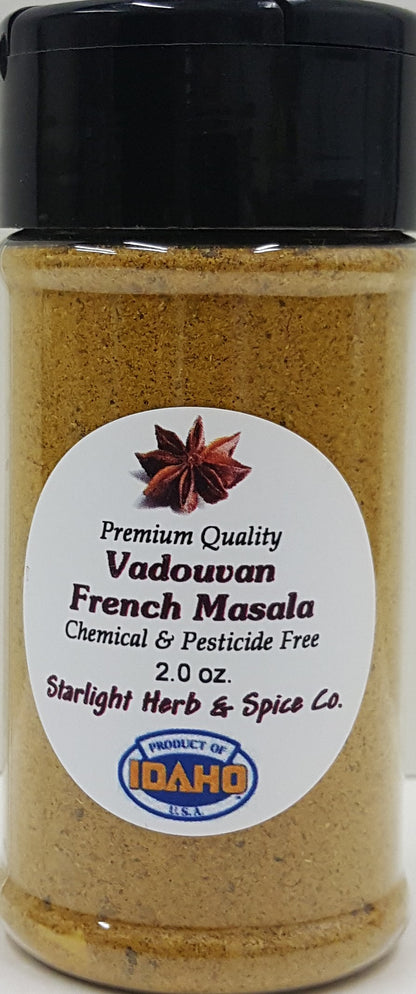 Premium Quality
Vadouvan
French Masala
Chemical & Pesticide Free
2.0 oz.
Starlight Herb & Spice Co.
PRODUCT OF
IDAHO
U.S.A.